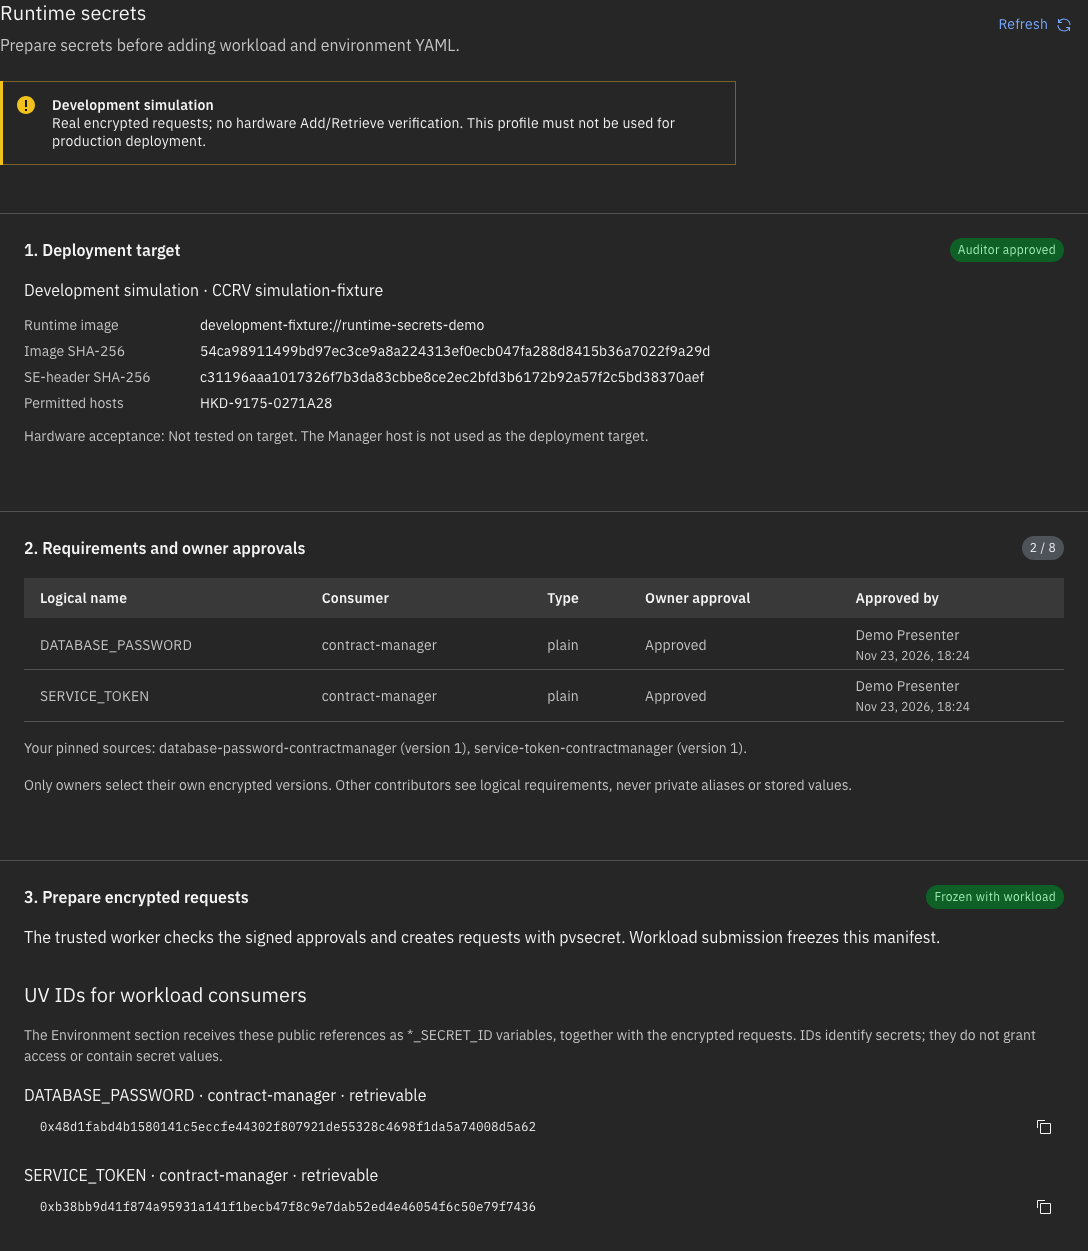 Runtime secrets
Refresh
Prepare secrets before adding workload and environment YAML.
Development simulation
Real encrypted requests; no hardware Add/Retrieve verification. This profile must not be used for
production deployment.
1. Deployment target
Auditor approved
Development simulation · CCRV simulation-fixture
Runtime image development-fixture://runtime-secrets-demo
Image SHA-256 54ca98911499bd97ec3ce9a8a224313ef0ecb047fa288d8415b36a7022f9a29d
SE-header SHA-256 c31196aaa1017326f7b3da83cbbe8ce2ec2bfd3b6172b92a57f2c5bd38370aef
Permitted hosts HKD-9175-0271A28
Hardware acceptance: Not tested on target. The Manager host is not used as the deployment target.
2. Requirements and owner approvals
2 / 8
Logical name Consumer Type Owner approval Approved by
DATABASE_PASSWORD contract-manager plain Approved Demo Presenter
Nov 23, 2026, 18:24
SERVICE_TOKEN contract-manager plain Approved Demo Presenter
Nov 23, 2026, 18:24
Your pinned sources: database-password-contractmanager (version 1), service-token-contractmanager (version 1).
Only owners select their own encrypted versions. Other contributors see logical requirements, never private aliases or stored values.
3. Prepare encrypted requests
Frozen with workload
The trusted worker checks the signed approvals and creates requests with pvsecret. Workload submission freezes this manifest.
UV IDs for workload consumers
The Environment section receives these public references as *_SECRET_ID variables, together with the encrypted requests. IDs identify secrets; they do not grant
access or contain secret values.
DATABASE_PASSWORD · contract-manager · retrievable
0x48d1fabd4b1580141c5eccfe44302f807921de55328c4698f1da5a74008d5a62
SERVICE_TOKEN · contract-manager · retrievable
0xb38bb9d41f874a95931a141f1becb47f8c9e7dab52ed4e46054f6c50e79f7436